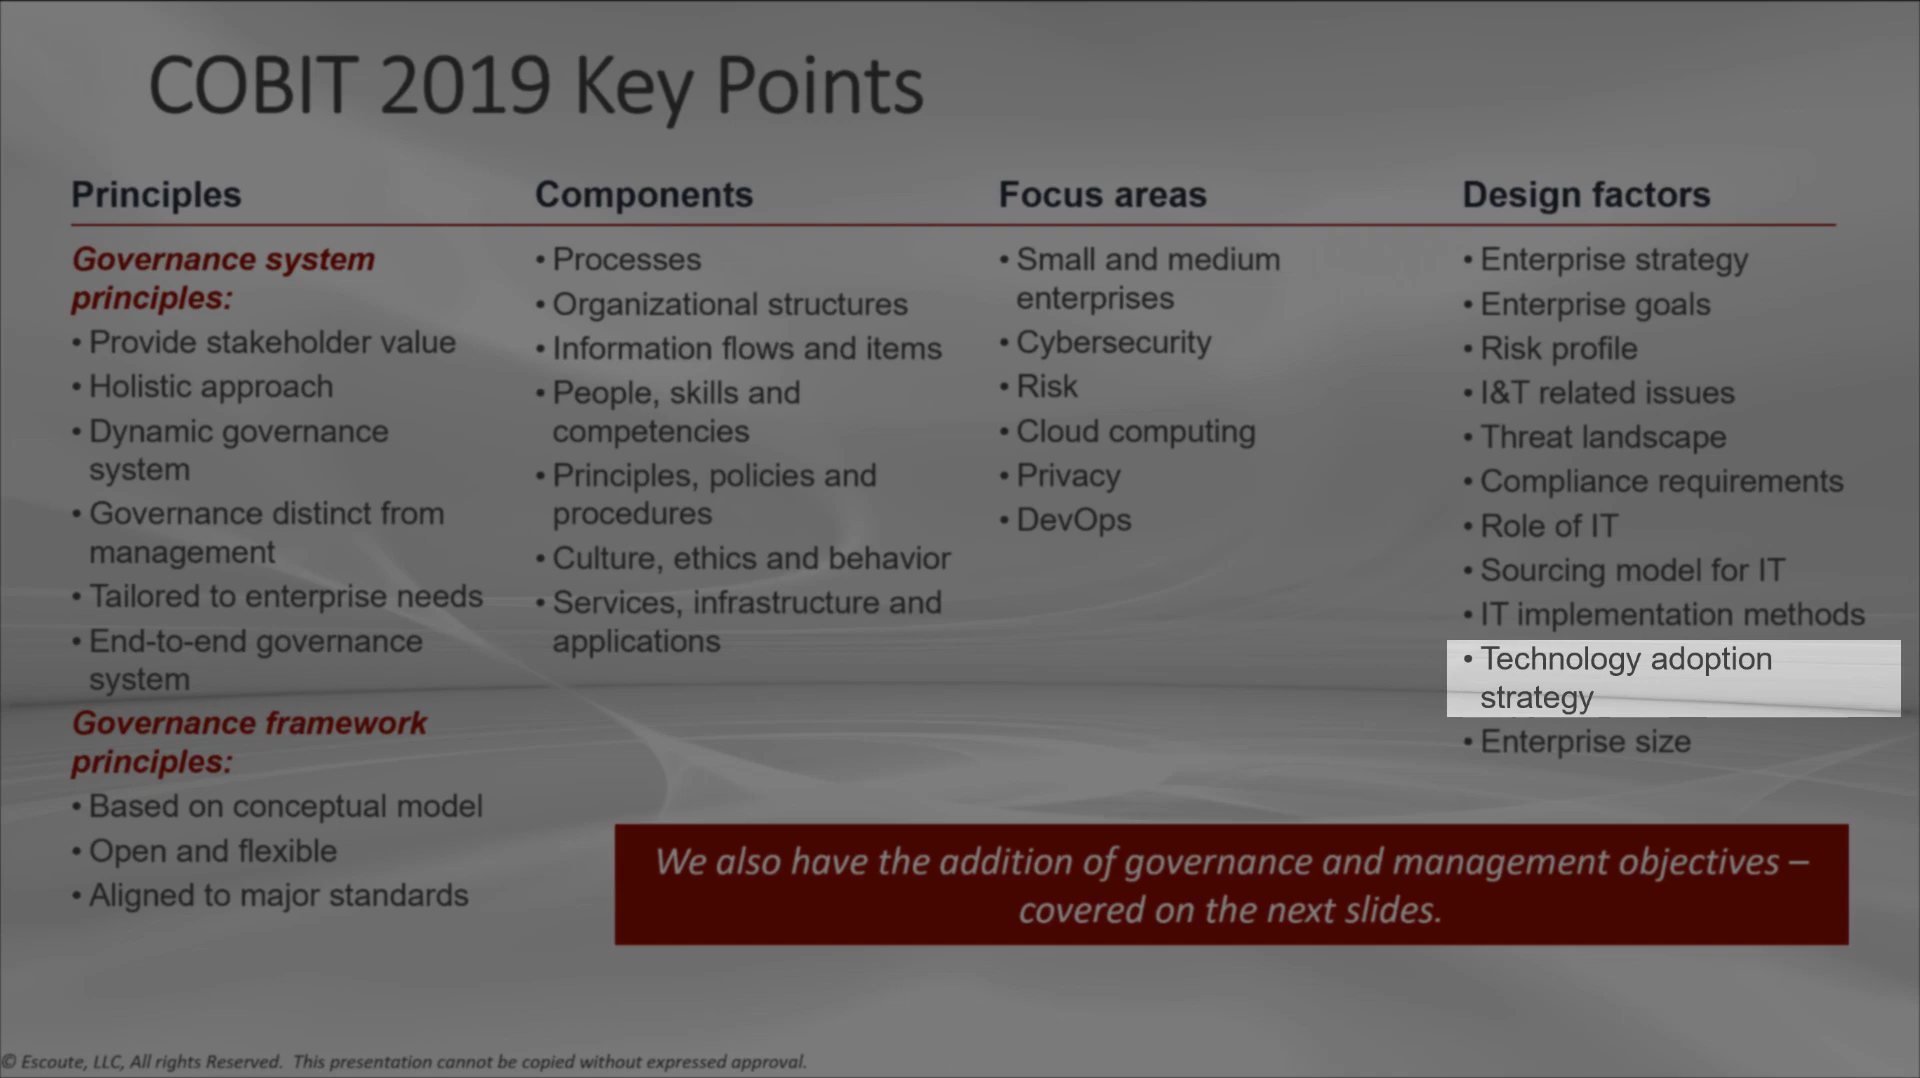 COBIT 2019 Key Points
Principles
Governance system
principles:
• Provide stakeholder value
• Holistic approach
• Dynamic governance
system
• Governance distinct from
management
• Tailored to enterprise needs
• End-to-end governance
system
Governance framework
principles:
• Based on conceptual model
• Open and flexible
• Aligned to major standards
Components
• Processes
• Organizational structures
• Information flows and items
• People, skills and
competencies
• Principles, policies and
procedures
• Culture, ethics and behavior
• Services, infrastructure and
applications
Focus areas
• Small and medium
enterprises
• Cybersecurity
• Risk
• Cloud computing
• Privacy
• DevOps
Design factors
• Enterprise strategy
• Enterprise goals
• Risk profile
• I&T related issues
• Threat landscape
• Compliance requirements
• Role of IT
• Sourcing model for IT
• IT implementation methods
• Technology adoption
strategy
• Enterprise size
We also have the addition of governance and management objectives –
covered on the next slides.
© Escoute, LLC, All rights Reserved. This presentation cannot be copied without expressed approval.